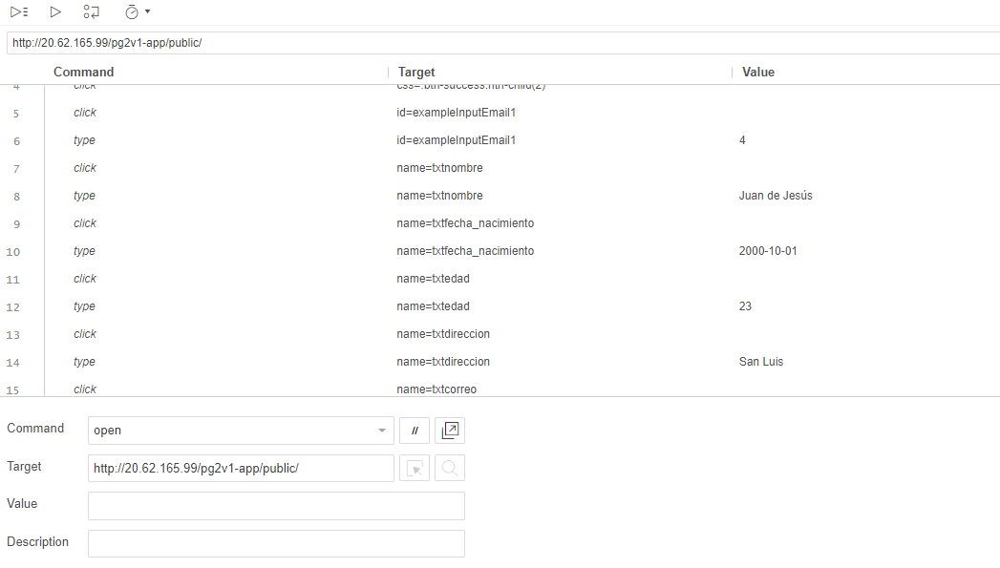 http://20.62.165.99/pg2v1-app/public/
Command Target Value
4 click css=.btn-success:nth-child(2)
5 click id=exampleInputEmail1
6 type id=exampleInputEmail1 4
7 click name=txtnombre
8 type name=txtnombre Juan de Jesús
9 click name=txtfecha_nacimiento
10 type name=txtfecha_nacimiento 2000-10-01
11 click name=txtedad
12 type name=txtedad 23
13 click name=txtdireccion
14 type name=txtdireccion San Luis
15 click name=txtcorreo
Command open //
Target http://20.62.165.99/pg2v1-app/public/
Value
Description